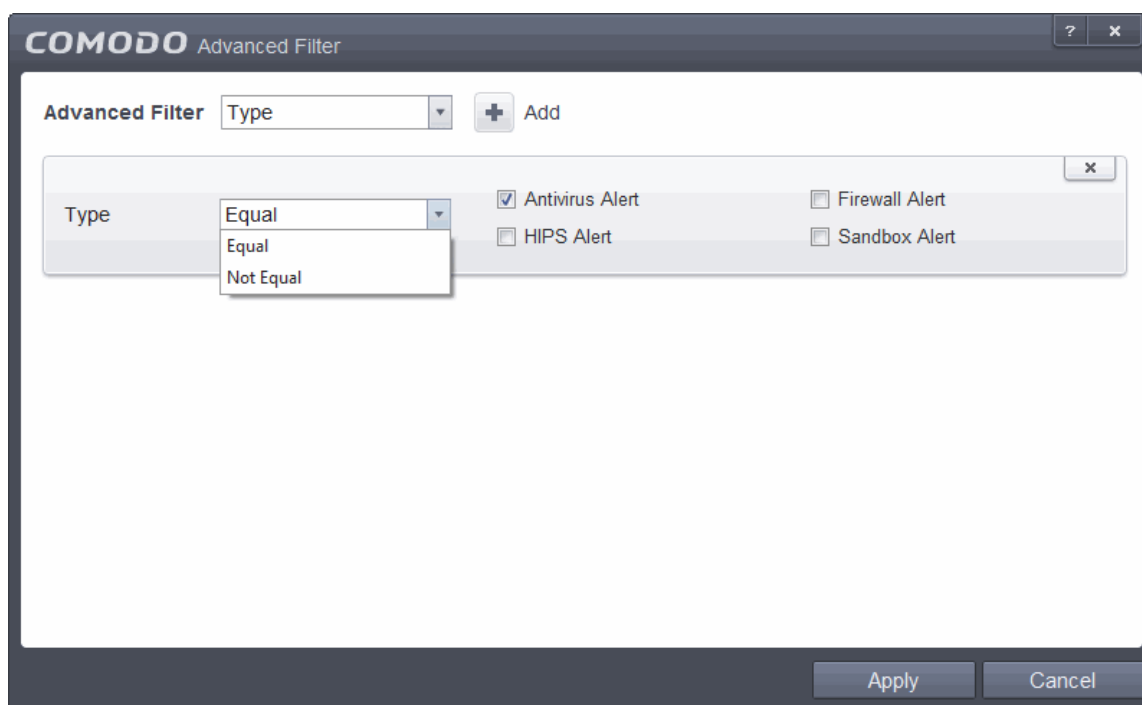 COMODO Advanced Filter ? x
Advanced Filter Type + Add
x
Type Equal Antivirus Alert Firewall Alert
HIPS Alert Sandbox Alert
Equal
Not Equal
Apply Cancel